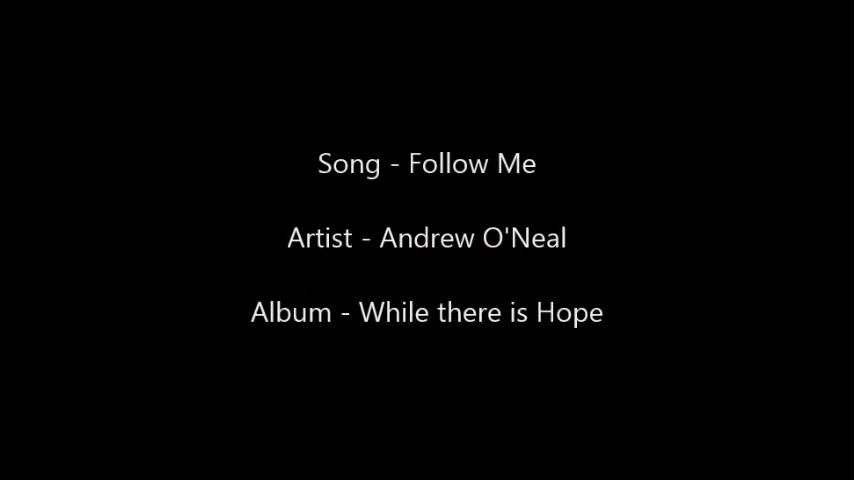 Song - Follow Me
Artist - Andrew O'Neal
Album - While there is Hope